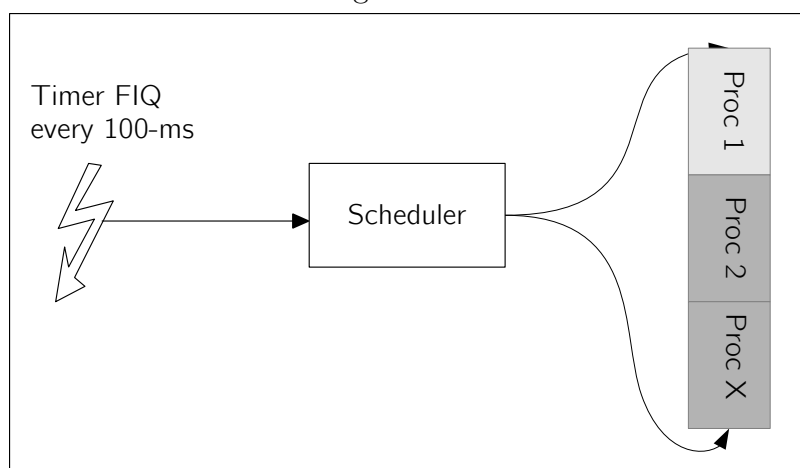 Timer FIQ
every 100-ms
Scheduler
Proc 1
Proc 2
Proc X